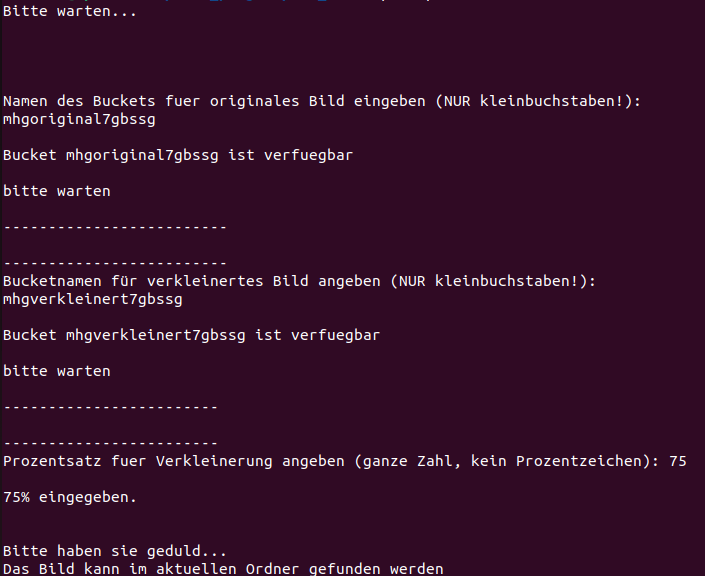 Bitte warten...
Namen des Buckets fuer originales Bild eingeben (NUR kleinbuchstaben!):
mhgoriginal7gbssg
Bucket mhgoriginal7gbssg ist verfuegbar
bitte warten
-------------------------
-------------------------
Bucketnamen für verkleinertes Bild angeben (NUR kleinbuchstaben!):
mhgverkleinert7gbssg
Bucket mhgverkleinert7gbssg ist verfuegbar
bitte warten
------------------------
------------------------
Prozentsatz fuer Verkleinerung angeben (ganze Zahl, kein Prozentzeichen): 75
75% eingegeben.
Bitte haben sie geduld...
Das Bild kann im aktuellen Ordner gefunden werden